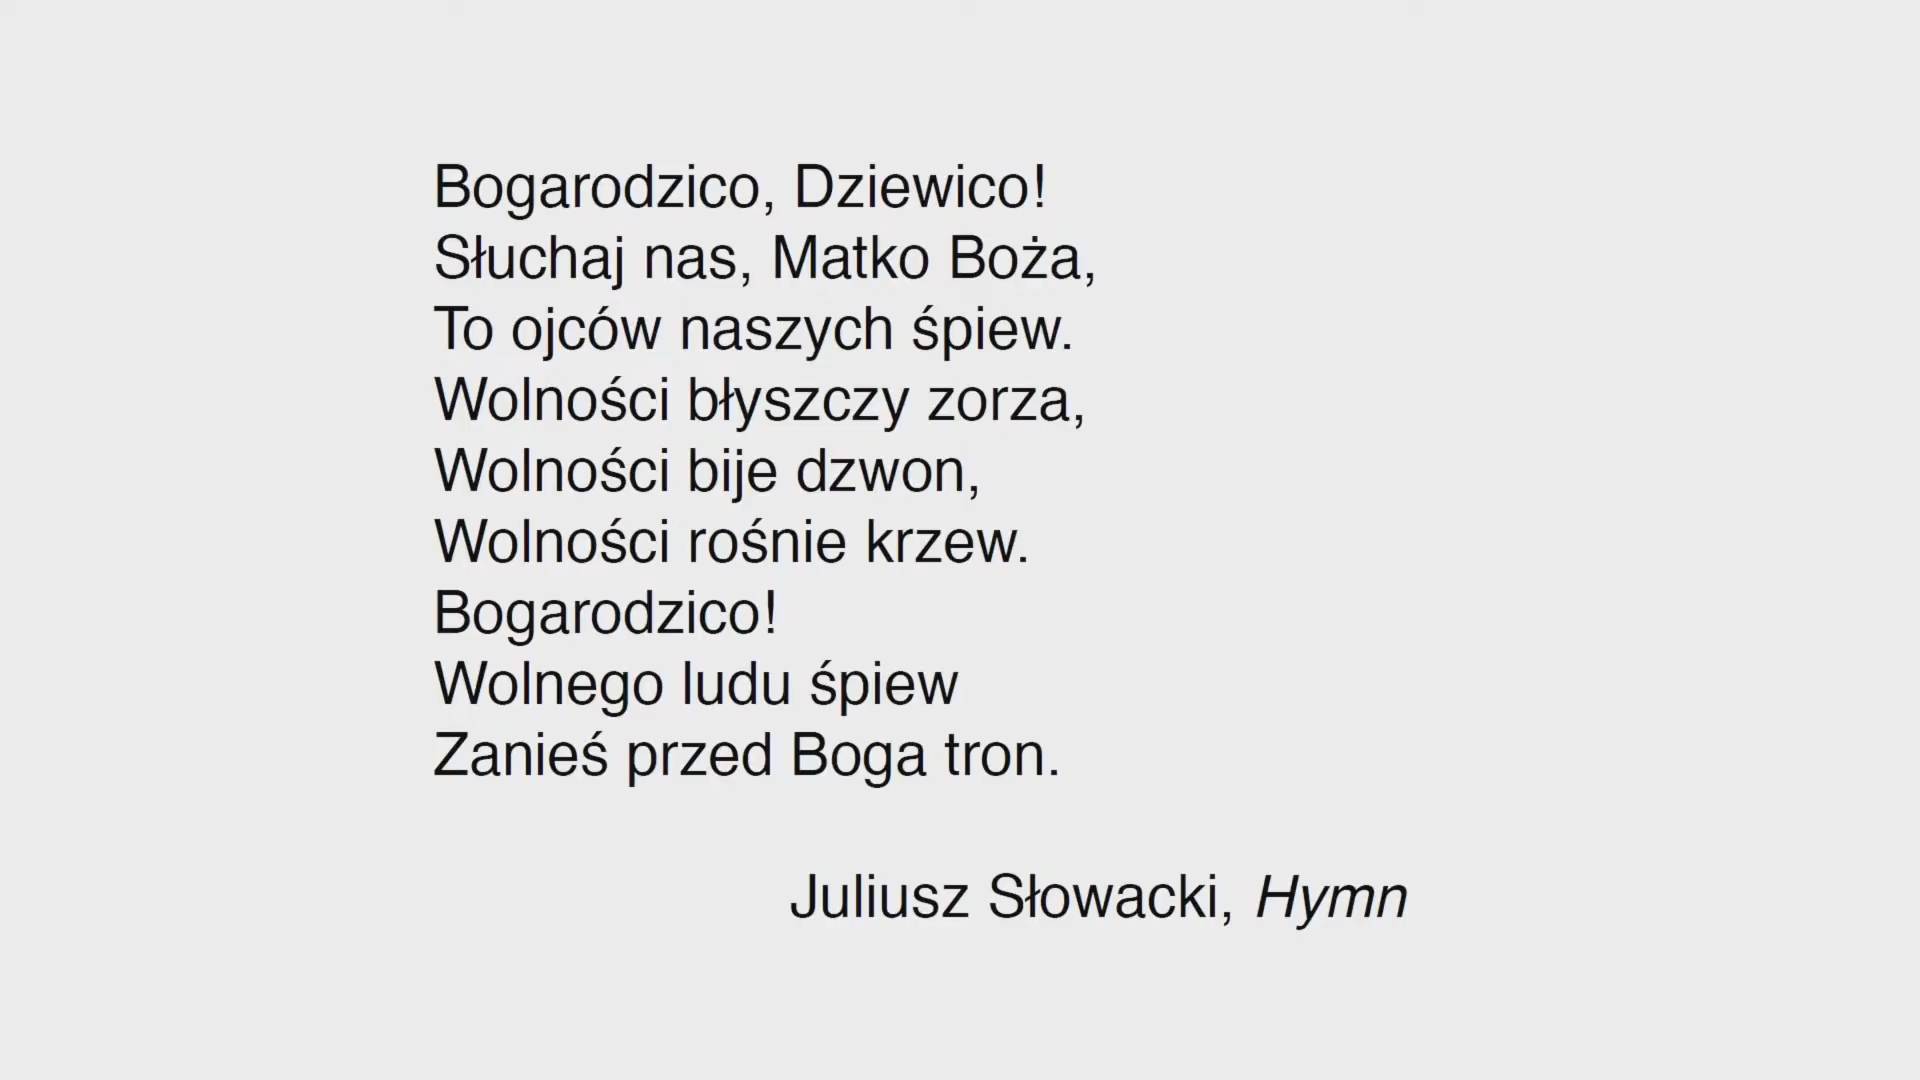 Bogarodzico, Dziewico!
Słuchaj nas, Matko Boża,
To ojców naszych śpiew.
Wolności błyszczy zorza,
Wolności bije dzwon,
Wolności rośnie krzew.
Bogarodzico!
Wolnego ludu śpiew
Zanieś przed Boga tron.
Juliusz Słowacki, Hymn